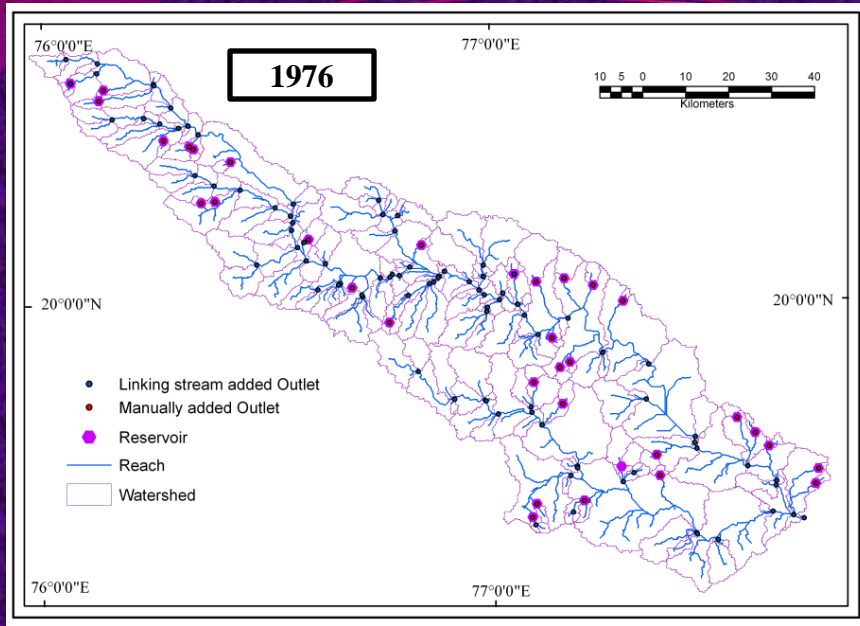 76°0'0"E
77°0'0"E
1976
10 5 0 10 20 30 40
Kilometers
20°0'0"N
20°0'0"N
Linking stream added Outlet
Manually added Outlet
Reservoir
Reach
Watershed
76°0'0"E
77°0'0"E